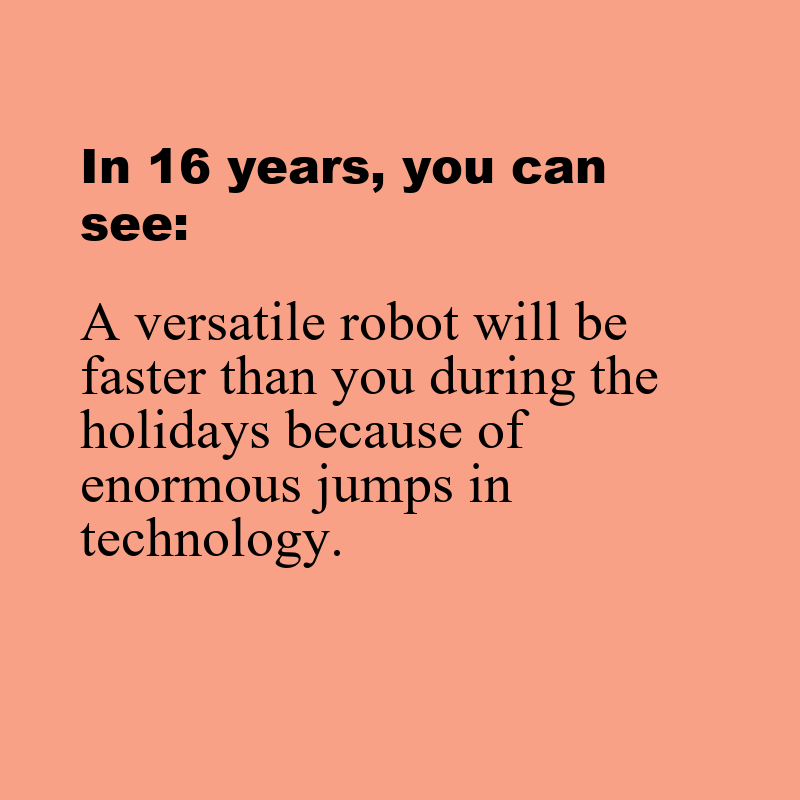 In 16 years, you can
see:
A versatile robot will be
faster than you during the
holidays because of
enormous jumps in
technology.